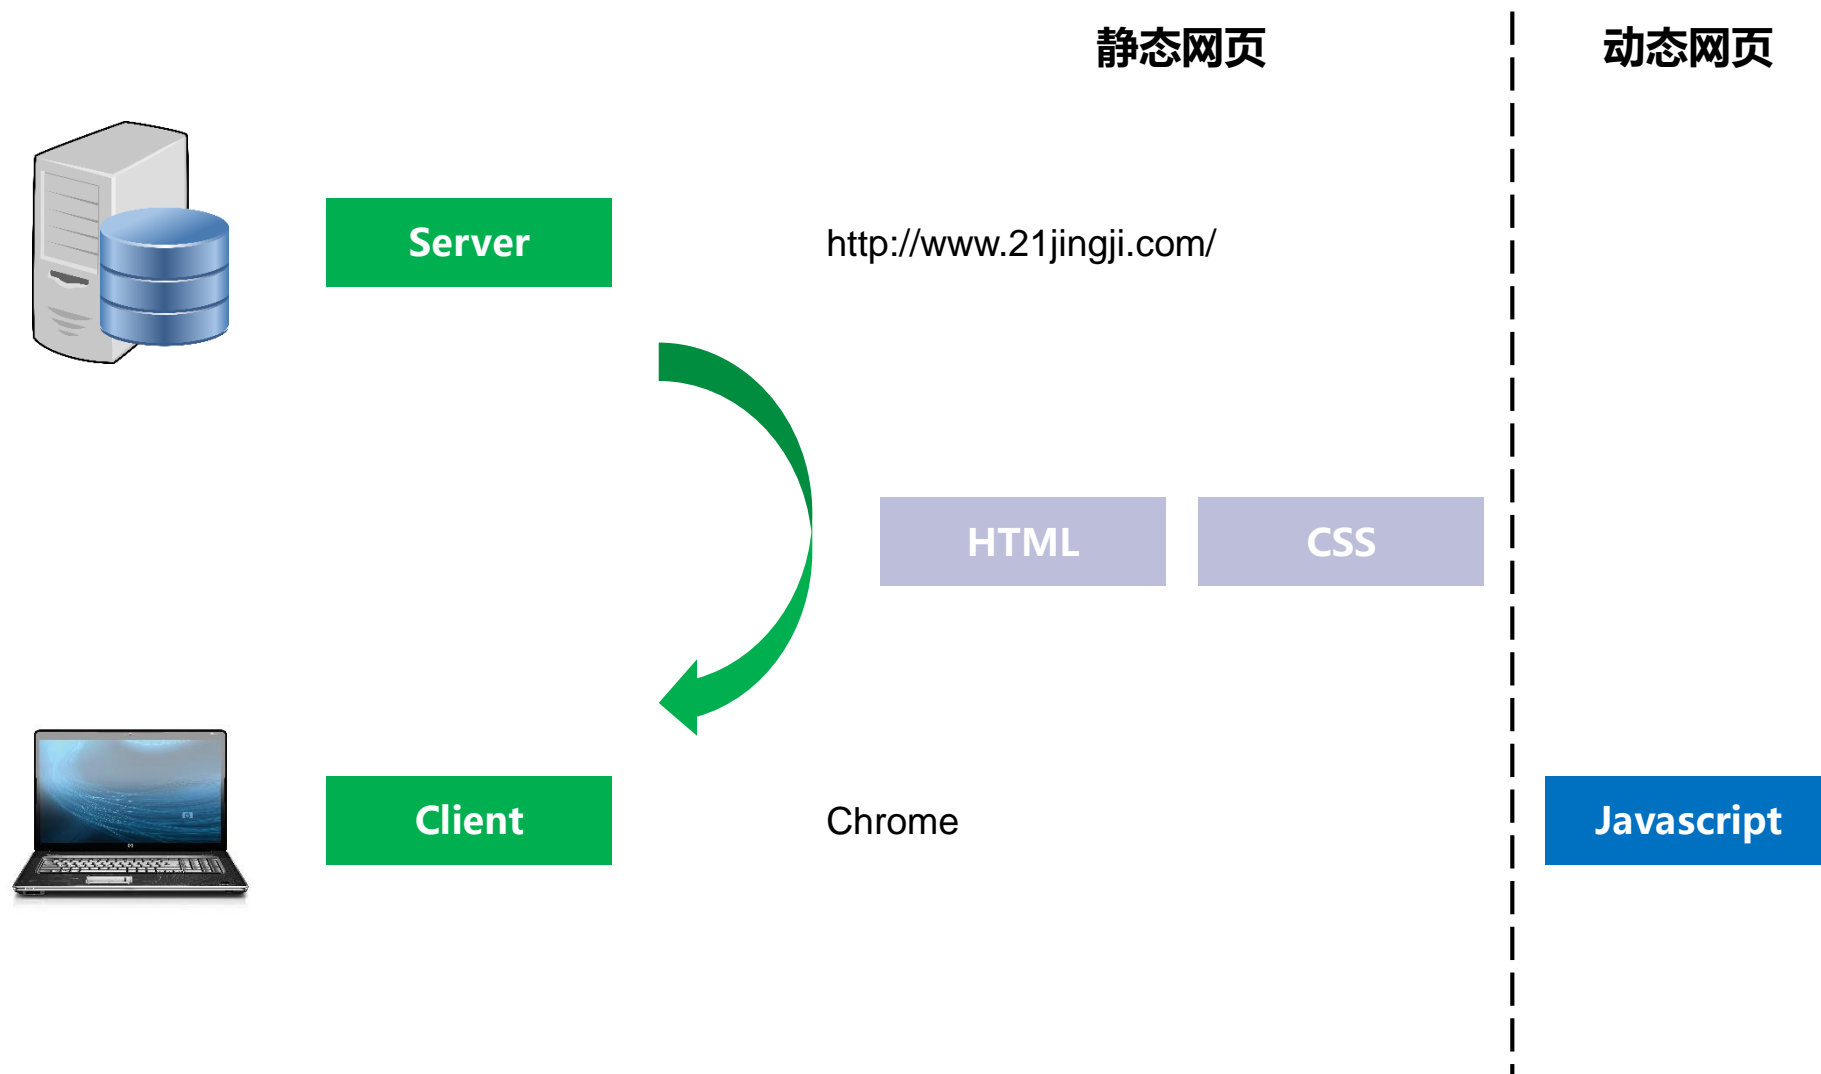 静态网页
动态网页
Server
http://www.21jingji.com/
HTML
CSS
Client
Chrome
Javascript